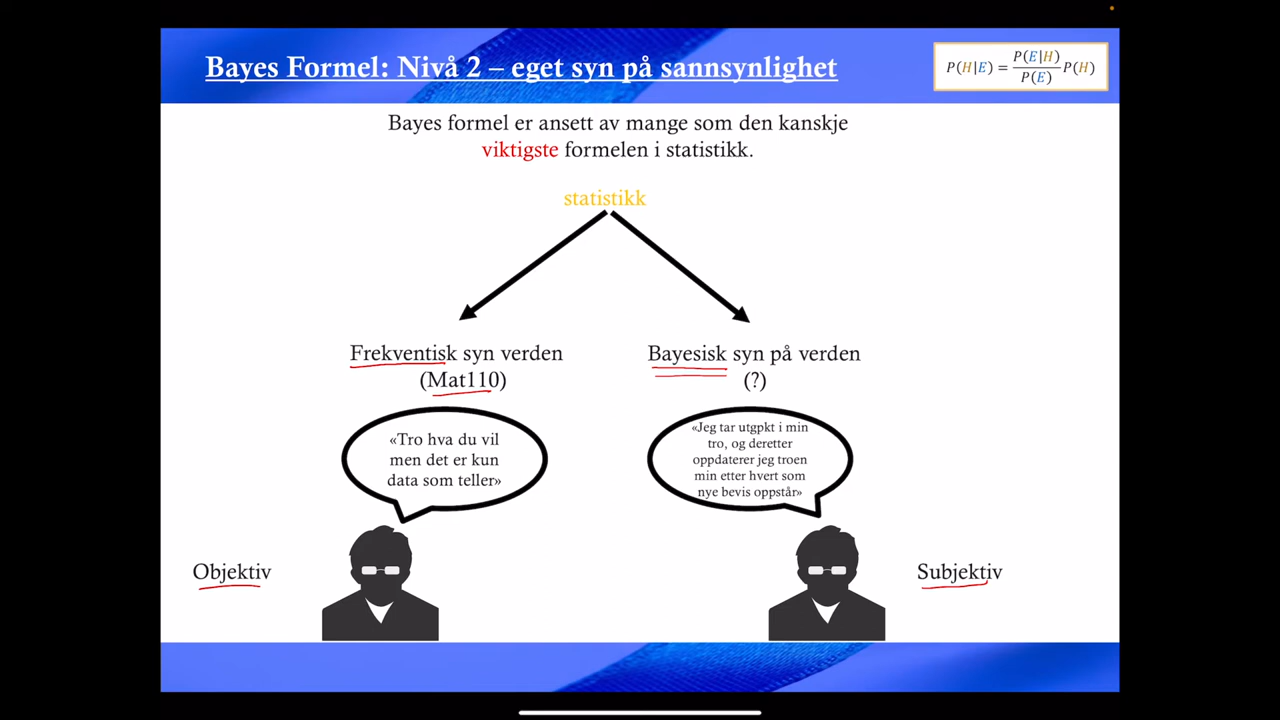 Bayes Formel: Nivå 2 – eget syn på sannsynlighet
P(H|E) = P(E|H)/P(E) P(H)
Bayes formel er ansett av mange som den kanskje
viktigste formelen i statistikk.
statistikk
Frekventisk syn verden
(Mat110)
Bayesisk syn på verden
(?)
«Tro hva du vil
men det er kun
data som teller»
«Jeg tar utgpkt i min
tro, og deretter
oppdaterer jeg troen
min etter hvert som
nye bevis oppstår»
Objektiv
Subjektiv